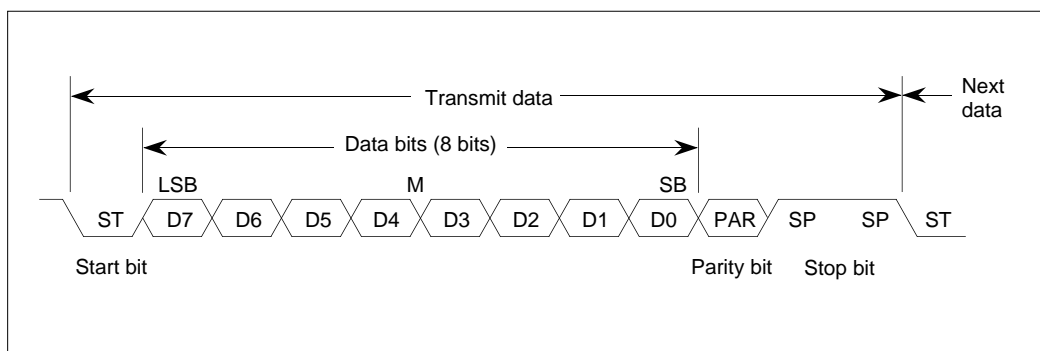 Transmit data
Next
data
Data bits (8 bits)
LSB M SB
ST D7 D6 D5 D4 D3 D2 D1 D0 PAR SP SP ST
Start bit Parity bit Stop bit